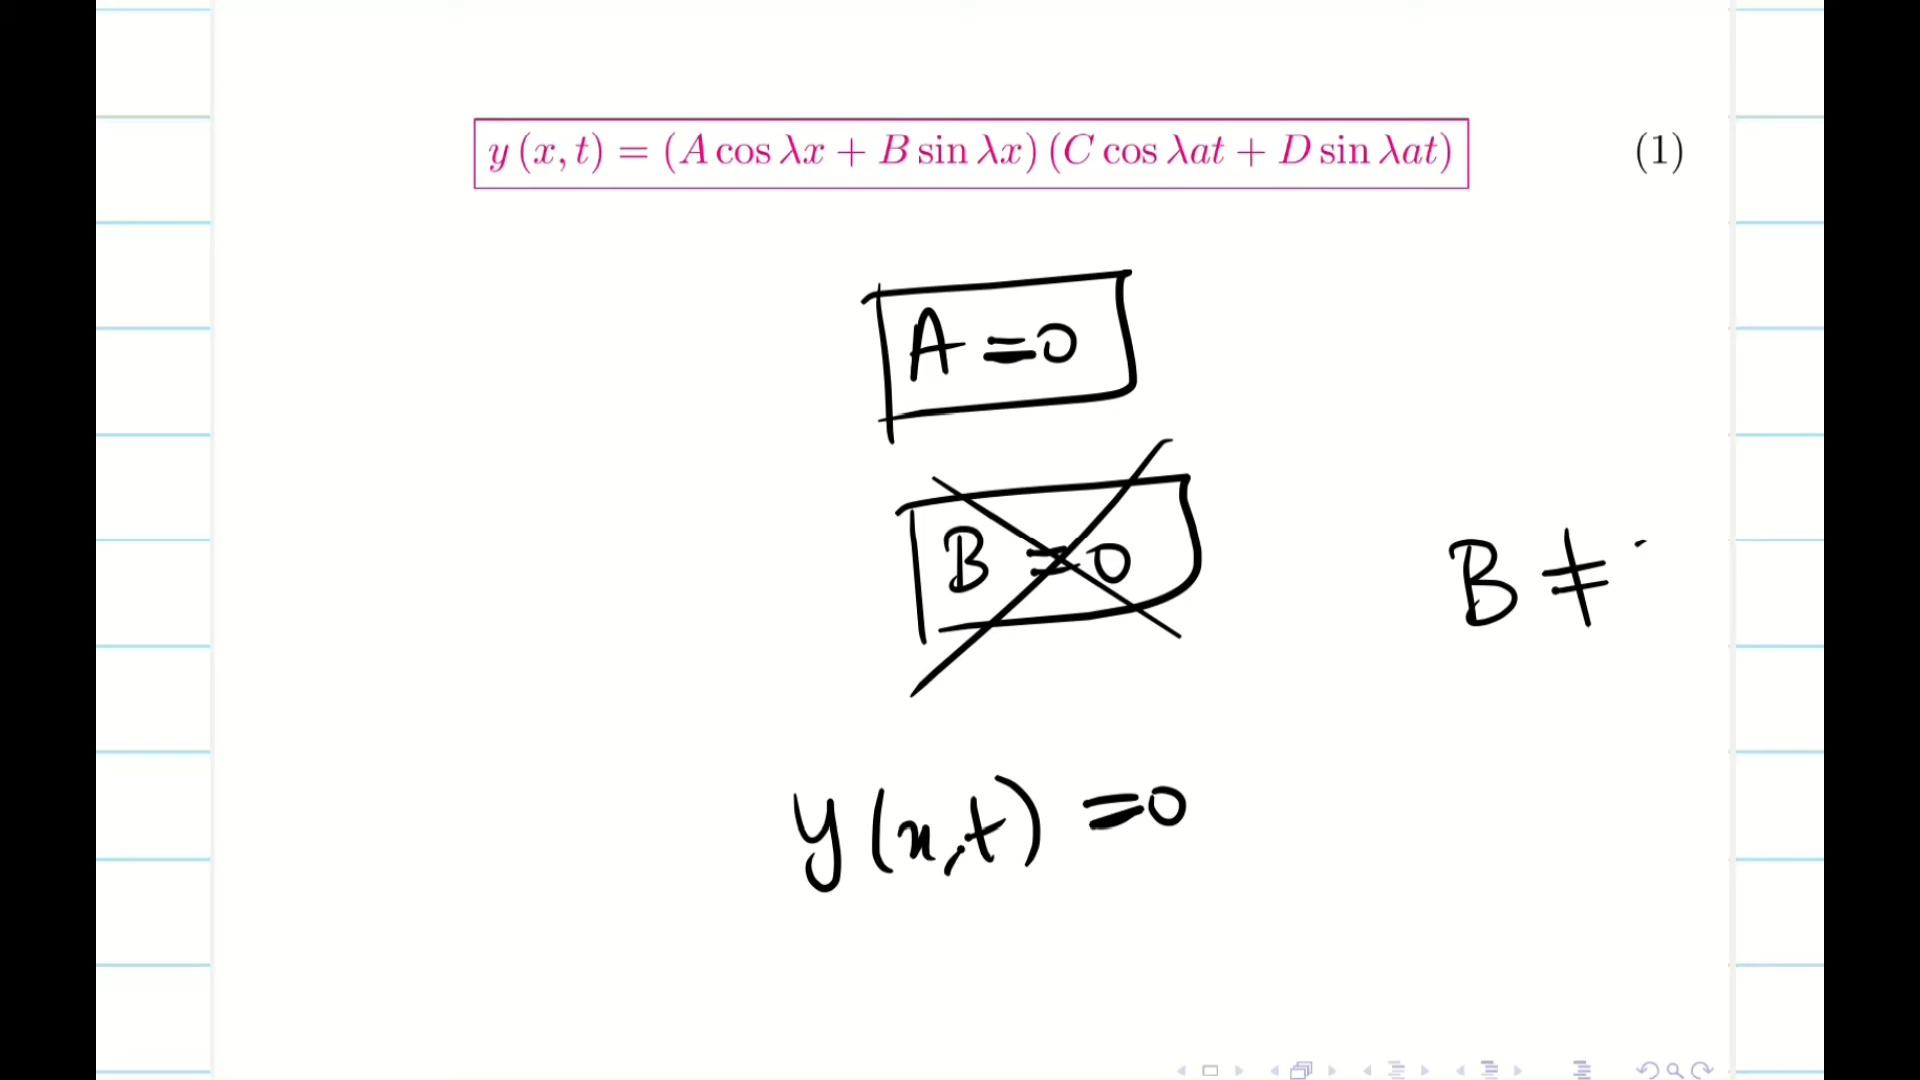 y (x, t) = (A cos λx + B sin λx) (C cos λat + D sin λat) (1)
A = 0
B = 0
B ≠
y (x,t) = 0